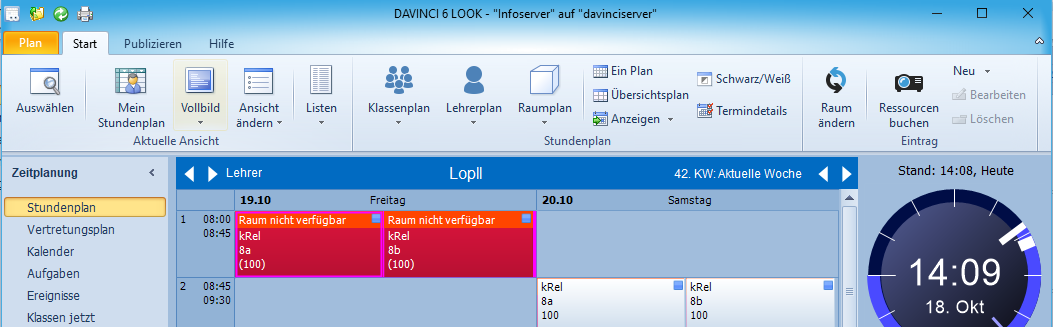 DAVINCI 6 LOOK - "Infoserver" auf "davinciserver"
Plan Start Publizieren Hilfe
Auswählen
Mein Stundenplan
Vollbild
Ansicht ändern
Listen
Aktuelle Ansicht
Klassenplan
Lehrerplan
Raumplan
Ein Plan
Übersichtsplan
Anzeigen
Schwarz/Weiß
Termindetails
Stundenplan
Raum ändern
Ressourcen buchen
Neu
Bearbeiten
Löschen
Eintrag
Zeitplanung
Stundenplan
Vertretungsplan
Kalender
Aufgaben
Ereignisse
Klassen jetzt
Lehrer Lopll 42. KW: Aktuelle Woche
19.10 Freitag 20.10 Samstag
1 08:00
08:45
Raum nicht verfügbar
kRel
8a
(100)
Raum nicht verfügbar
kRel
8b
(100)
2 08:45
09:30
kRel
8a
100
kRel
8b
100
Stand: 14:08, Heute
14:09
18. Okt